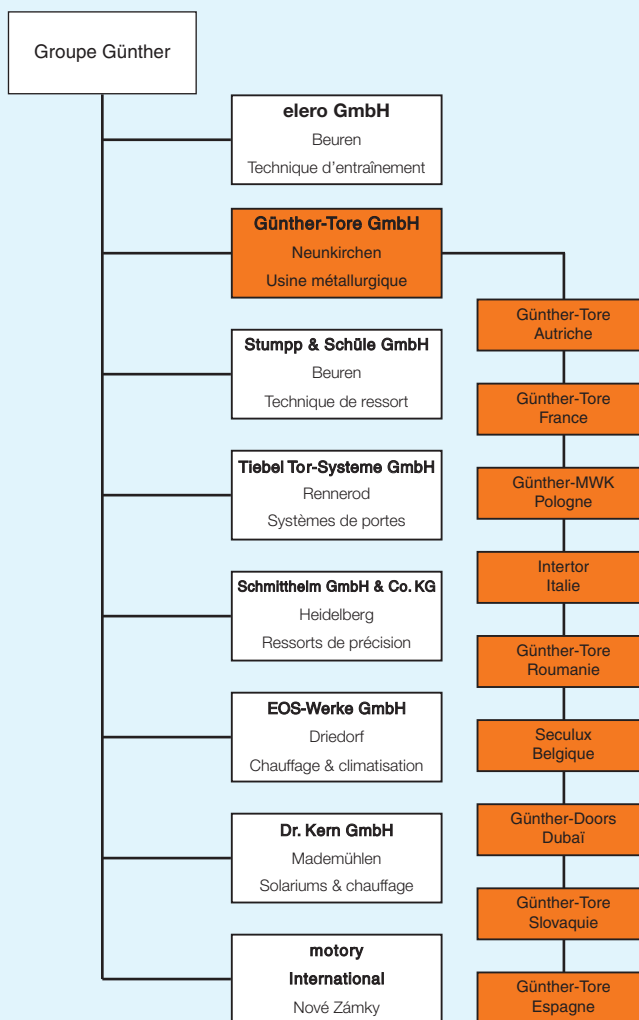 Groupe Günther
elero GmbH
Beuren
Technique d'entraînement
Günther-Tore GmbH
Neunkirchen
Usine métallurgique
Stumpp & Schüle GmbH
Beuren
Technique de ressort
Tiebel Tor-Systeme GmbH
Rennerod
Systèmes de portes
Schmitthelm GmbH & Co. KG
Heidelberg
Ressorts de précision
EOS-Werke GmbH
Driedorf
Chauffage & climatisation
Dr. Kern GmbH
Mademühlen
Solariums & chauffage
motory
International
Nové Zámky
Günther-Tore
Autriche
Günther-Tore
France
Günther-MWK
Pologne
Intertor
Italie
Günther-Tore
Roumanie
Seculux
Belgique
Günther-Doors
Dubaï
Günther-Tore
Slovaquie
Günther-Tore
Espagne